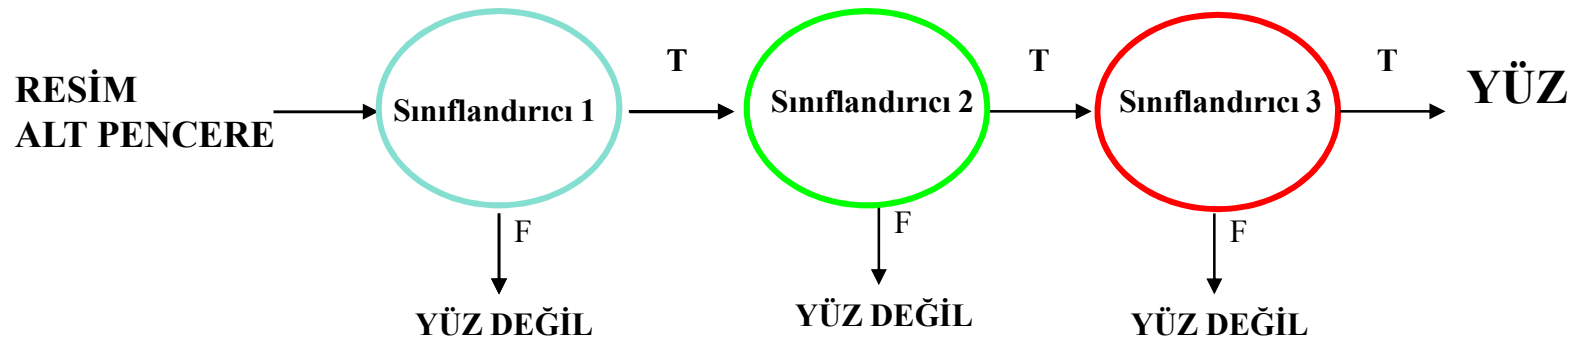 RESİM
ALT PENCERE
Sınıflandırıcı 1
T
Sınıflandırıcı 2
T
Sınıflandırıcı 3
T
YÜZ
F
YÜZ DEĞİL
F
YÜZ DEĞİL
F
YÜZ DEĞİL